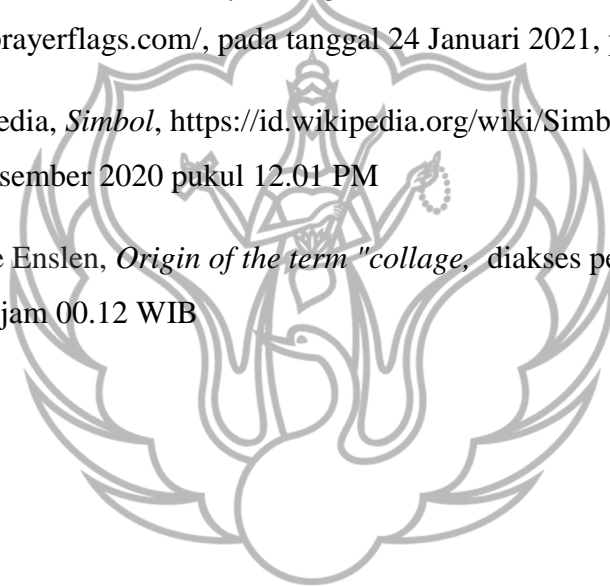 prayerflags.com/, pada tanggal 24 Januari 2021,
edia, Simbol, https://id.wikipedia.org/wiki/Simb
sember 2020 pukul 12.01 PM
e Enslen, Origin of the term "collage, diakses pe
jam 00.12 WIB